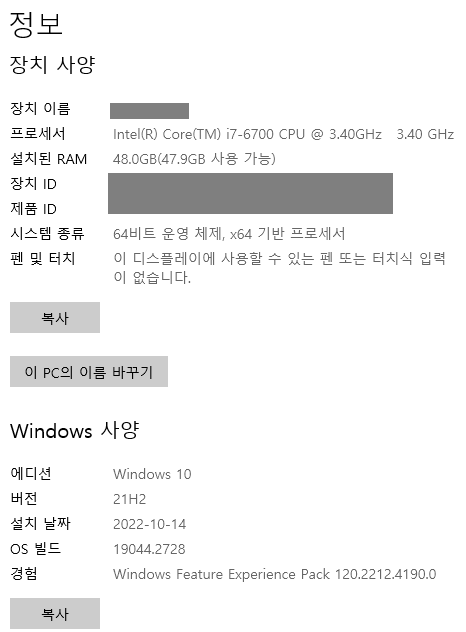 정보
장치 사양
장치 이름
프로세서 Intel(R) Core(TM) i7-6700 CPU @ 3.40GHz 3.40 GHz
설치된 RAM 48.0GB(47.9GB 사용 가능)
장치 ID
제품 ID
시스템 종류 64비트 운영 체제, x64 기반 프로세서
펜 및 터치 이 디스플레이에 사용할 수 있는 펜 또는 터치식 입력
이 없습니다.
복사
이 PC의 이름 바꾸기
Windows 사양
에디션 Windows 10
버전 21H2
설치 날짜 2022-10-14
OS 빌드 19044.2728
경험 Windows Feature Experience Pack 120.2212.4190.0
복사